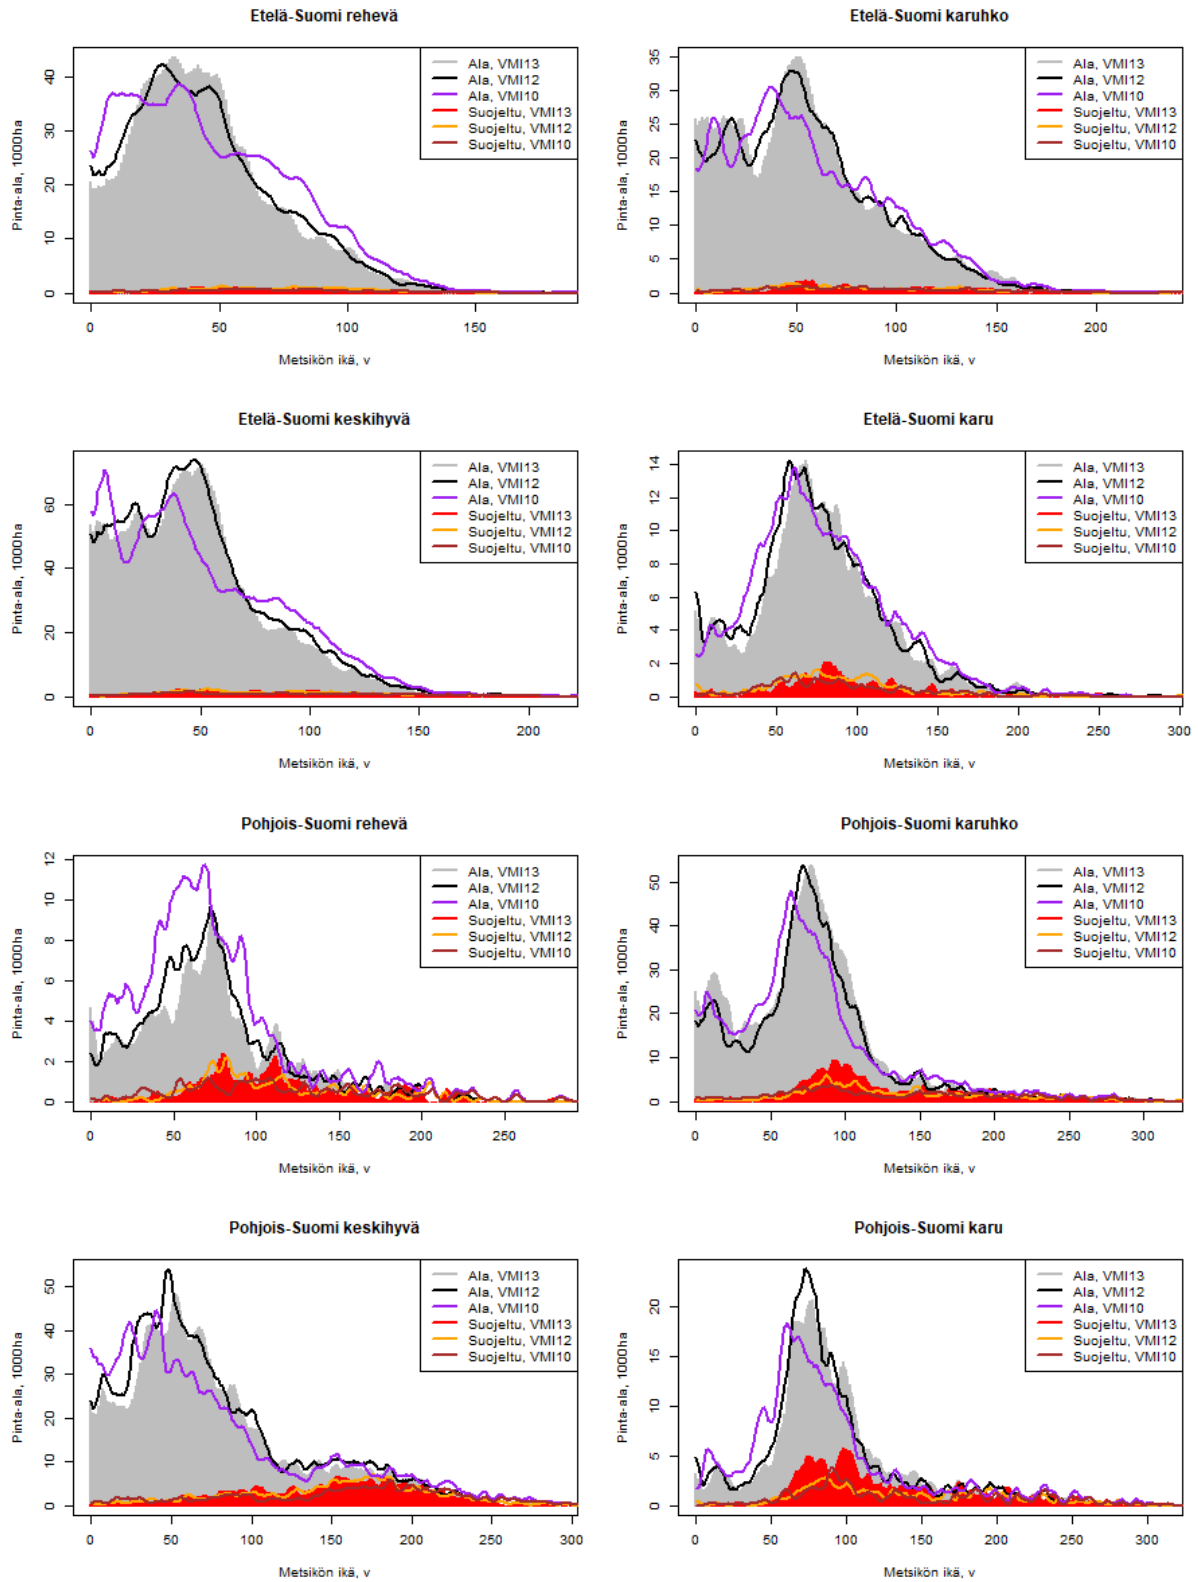 Etelä-Suomi rehevä
Pinta-ala, 1000ha
40
30
20
10
0
Ala, VMI13
Ala, VMI12
Ala, VMI10
Suojeltu, VMI13
Suojeltu, VMI12
Suojeltu, VMI10
0 50 100 150
Metsikön ikä, v
Etelä-Suomi karuhko
Pinta-ala, 1000ha
35
30
25
20
15
10
5
0
Ala, VMI13
Ala, VMI12
Ala, VMI10
Suojeltu, VMI13
Suojeltu, VMI12
Suojeltu, VMI10
0 50 100 150 200
Metsikön ikä, v
Etelä-Suomi keskihyvä
Pinta-ala, 1000ha
60
40
20
0
Ala, VMI13
Ala, VMI12
Ala, VMI10
Suojeltu, VMI13
Suojeltu, VMI12
Suojeltu, VMI10
0 50 100 150 200
Metsikön ikä, v
Etelä-Suomi karu
Pinta-ala, 1000ha
14
12
10
8
6
4
2
0
Ala, VMI13
Ala, VMI12
Ala, VMI10
Suojeltu, VMI13
Suojeltu, VMI12
Suojeltu, VMI10
0 50 100 150 200 250 300
Metsikön ikä, v
Pohjois-Suomi rehevä
Pinta-ala, 1000ha
12
10
8
6
4
2
0
Ala, VMI13
Ala, VMI12
Ala, VMI10
Suojeltu, VMI13
Suojeltu, VMI12
Suojeltu, VMI10
0 50 100 150 200 250
Metsikön ikä, v
Pohjois-Suomi karuhko
Pinta-ala, 1000ha
50
40
30
20
10
0
Ala, VMI13
Ala, VMI12
Ala, VMI10
Suojeltu, VMI13
Suojeltu, VMI12
Suojeltu, VMI10
0 50 100 150 200 250 300
Metsikön ikä, v
Pohjois-Suomi keskihyvä
Pinta-ala, 1000ha
50
40
30
20
10
0
Ala, VMI13
Ala, VMI12
Ala, VMI10
Suojeltu, VMI13
Suojeltu, VMI12
Suojeltu, VMI10
0 50 100 150 200 250 300
Metsikön ikä, v
Pohjois-Suomi karu
Pinta-ala, 1000ha
20
15
10
5
0
Ala, VMI13
Ala, VMI12
Ala, VMI10
Suojeltu, VMI13
Suojeltu, VMI12
Suojeltu, VMI10
0 50 100 150 200 250 300
Metsikön ikä, v